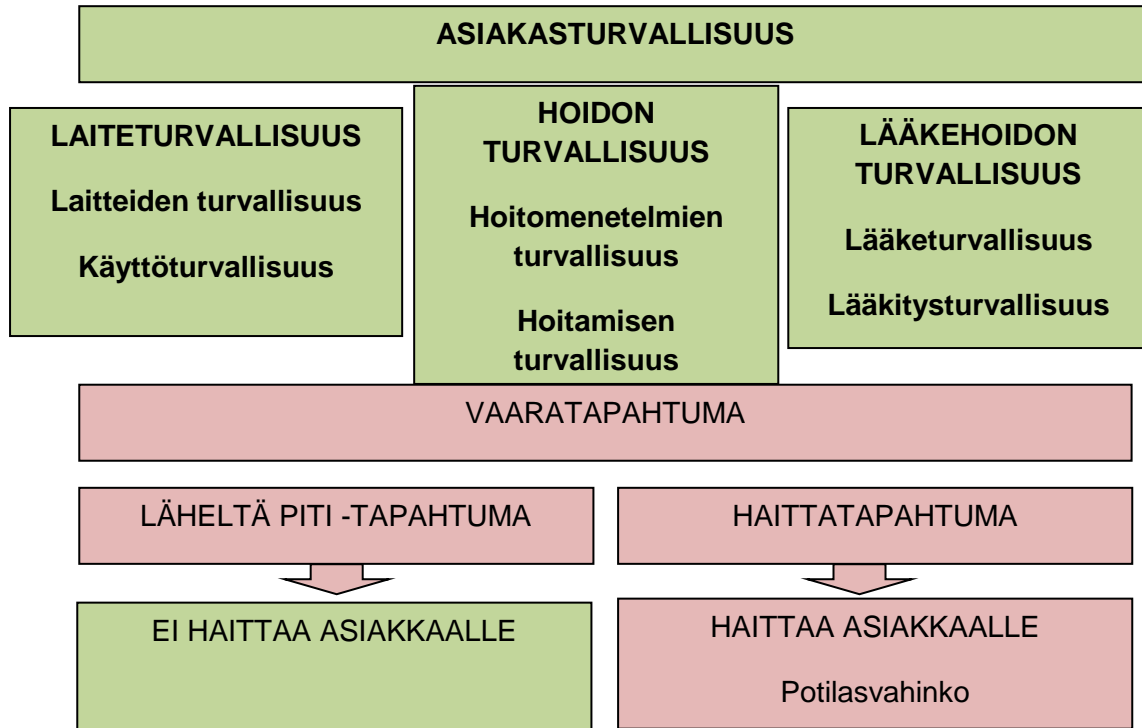 ASIAKASTURVALLISUUS
LAITETURVALLISUUS
Laitteiden turvallisuus
Käyttöturvallisuus
HOIDON
TURVALLISUUS
Hoitomenetelmien
turvallisuus
Hoitamisen
turvallisuus
LÄÄKEHOIDON
TURVALLISUUS
Lääketurvallisuus
Lääkitysturvallisuus
VAARATAPAHTUMA
LÄHELTÄ PITI -TAPAHTUMA
HAITTATAPAHTUMA
EI HAITTAA ASIAKKAALLE
HAITTAA ASIAKKAALLE
Potilasvahinko